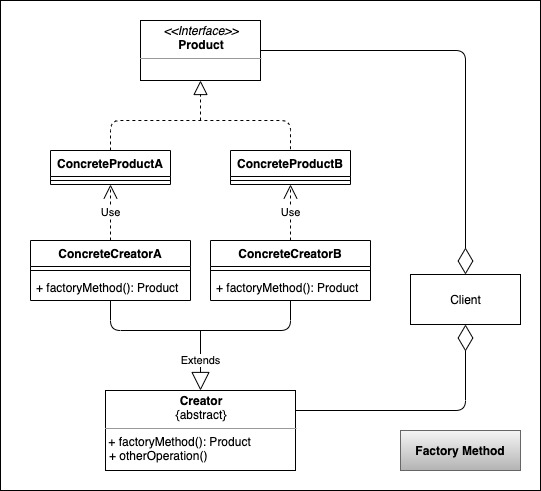 <<Interface>>
Product
ConcreteProductA
ConcreteProductB
Use
Use
ConcreteCreatorA
+ factoryMethod(): Product
ConcreteCreatorB
+ factoryMethod(): Product
Client
Extends
Creator
{abstract}
+ factoryMethod(): Product
+ otherOperation()
Factory Method